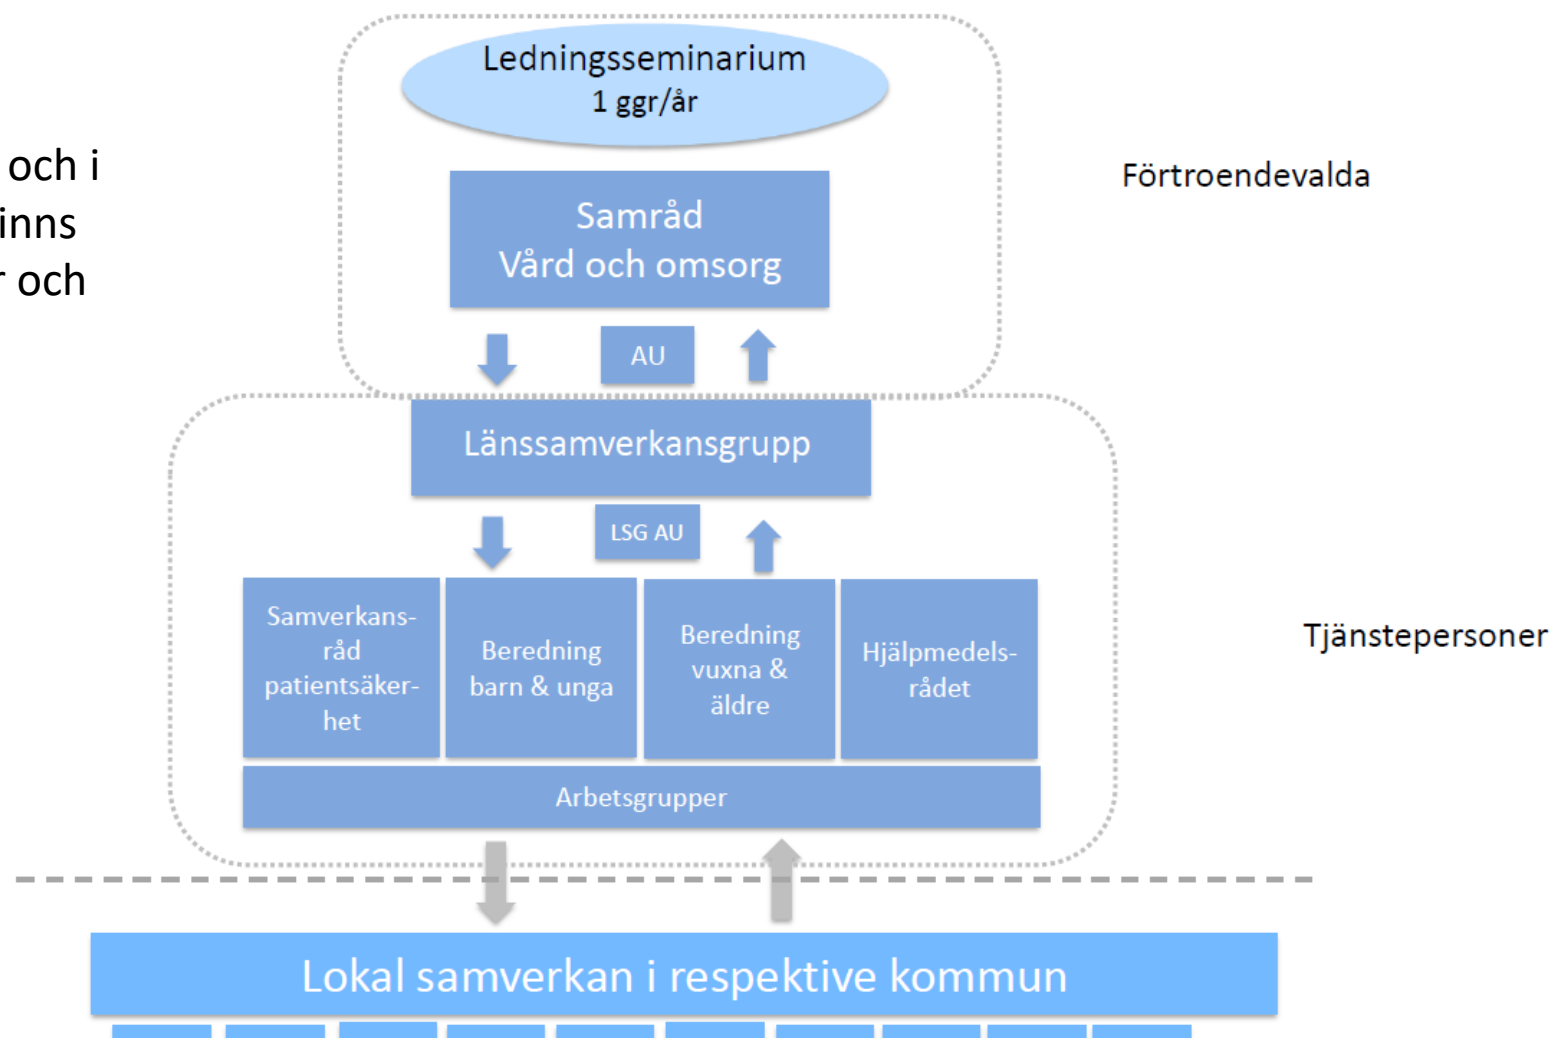 och i
inns
r och
Ledningsseminarium
1 ggr/år
Samråd
Vård och omsorg
Förtroendevalda
AU
Länssamverkansgrupp
LSG AU
Samverkans-
råd
patientsäker-
het
Beredning
barn & unga
Beredning
vuxna &
äldre
Hjälpmedels-
rådet
Tjänstepersoner
Arbetsgrupper
Lokal samverkan i respektive kommun